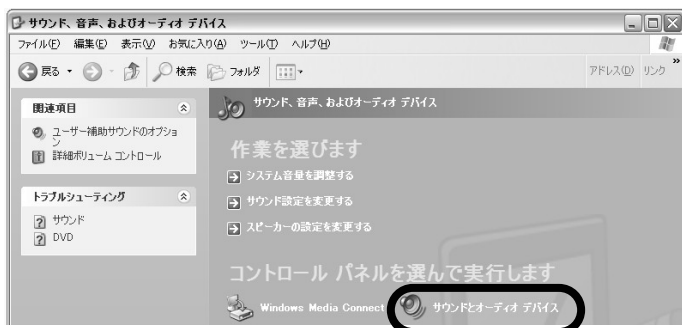 サウンド、音声、およびオーディオ デバイス
ファイル(F) 編集(E) 表示(V) お気に入り(A) ツール(T) ヘルプ(H)
戻る 検索 フォルダ アドレス(D) リンク »
関連項目
ユーザー補助サウンドのオプショ
ン
詳細ボリューム コントロール
トラブルシューティング
サウンド
DVD
サウンド、音声、およびオーディオ デバイス
作業を選びます
システム音量を調整する
サウンド設定を変更する
スピーカーの設定を変更する
コントロール パネルを選んで実行します
Windows Media Connect サウンドとオーディオ デバイス